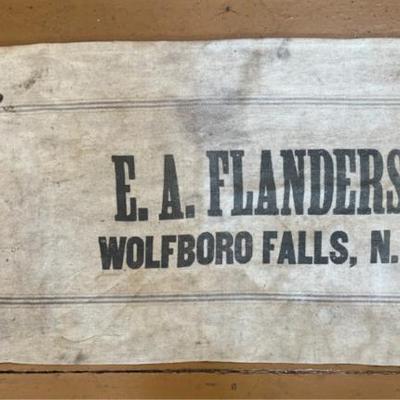 E. A. FLANDERS
WOLFBORO FALLS, N.